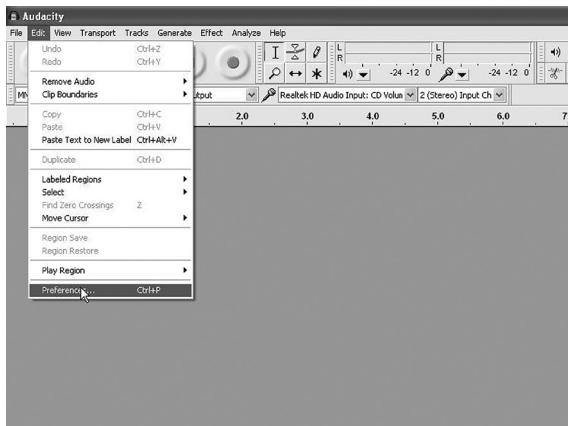 Audacity
File Edit View Transport Tracks Generate Effect Analyze Help
Undo Ctrl+Z
Redo Ctrl+Y
Remove Audio
Clip Boundaries
Copy Ctrl+C
Paste Ctrl+V
Paste Text to New Label Ctrl+Alt+V
Duplicate Ctrl+D
Labeled Regions
Select
Find Zero Crossings Z
Move Cursor
Region Save
Region Restore
Play Region
Preferences... Ctrl+P
L
R
-24 -12 0
L
R
-24 -12 0
Realtek HD Audio Input: CD Volum 2 (Stereo) Input Ch
2.0 3.0 4.0 5.0 6.0 7